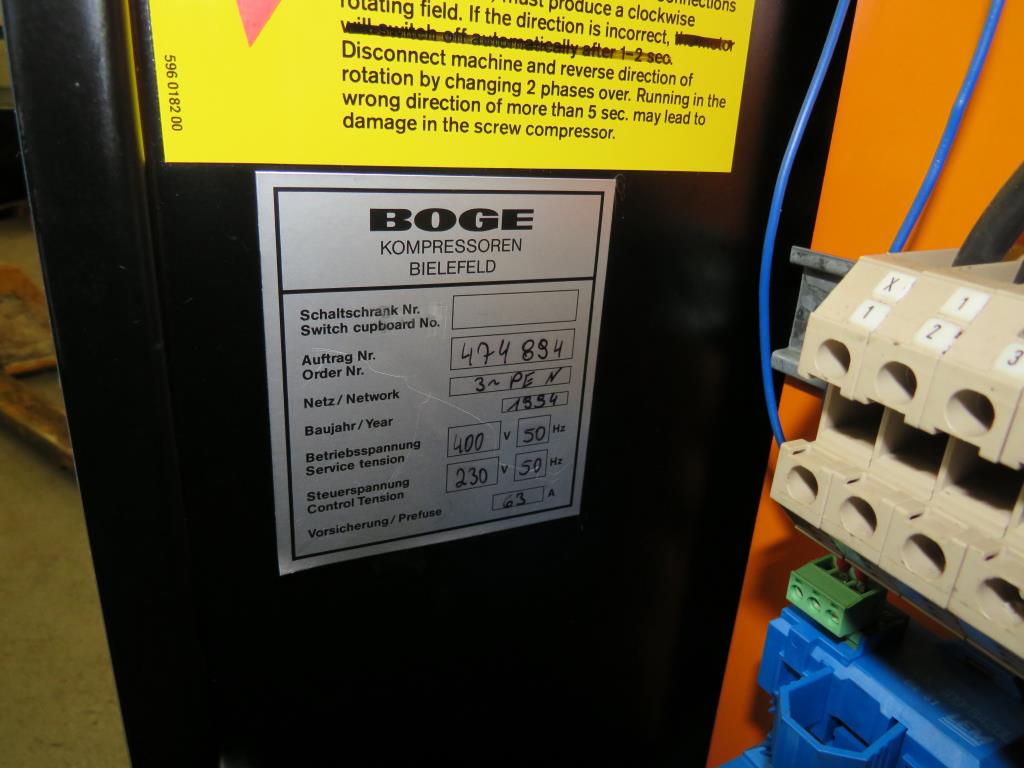 connections
must produce a clockwise
rotating field. If the direction is incorrect, the motor
will switch off automatically after 1-2 sec.
Disconnect machine and reverse direction of
rotation by changing 2 phases over. Running in the
wrong direction of more than 5 sec. may lead to
damage in the screw compressor.
596 0182 00
BOGE
KOMPRESSOREN
BIELEFELD
Schaltschrank Nr.
Switch cupboard No.
Auftrag Nr. 474 894
Order Nr.
Netz / Network 3~ PE N
Baujahr / Year 1994
Betriebsspannung 400 V 50 Hz
Service tension
Steuerspannung 230 V 50 Hz
Control Tension
Vorsicherung / Prefuse 63 A
X 1
1 2 3